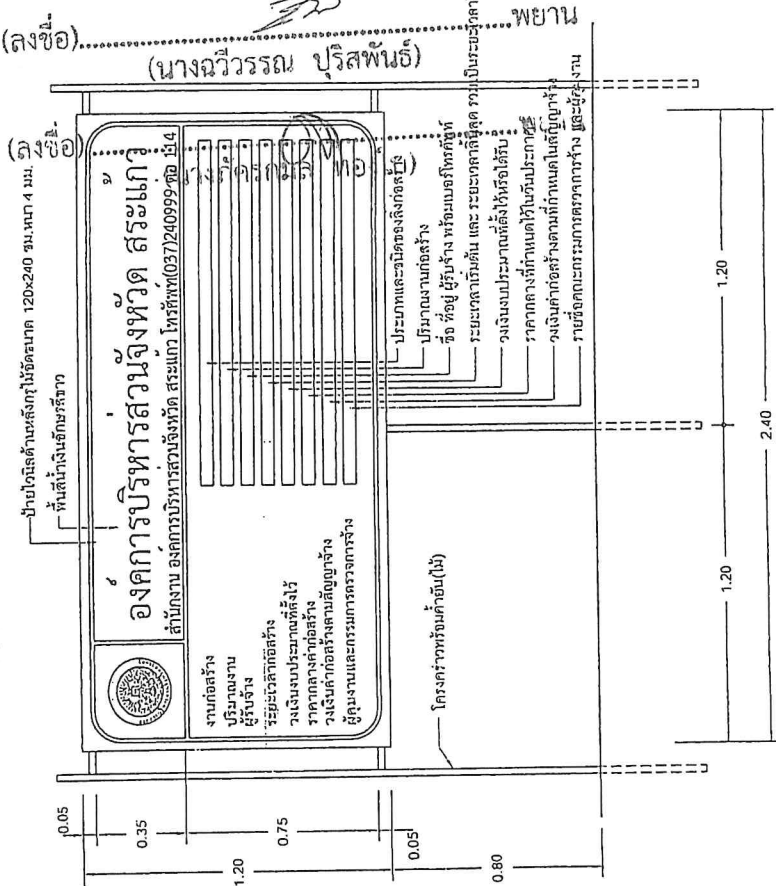 (ลงชื่อ)..................................พยาน
(นางฉวีวรรณ ปุริสพันธ์)
(ลงชื่อ)
ป้ายไวนิลด้านหลังกรุไม้อัดขนาด 120x240 ซม.หนา 4 มม.
พื้นสีน้ำเงินอักษรสีขาว
องค์การบริหารส่วนจังหวัด สระแก้ว
สำนักงาน องค์การบริหารส่วนจังหวัด สระแก้ว โทรศัพท์(037)240999 ต่อ 114
งานก่อสร้าง
ปริมาณงาน
ผู้รับจ้าง
ระยะเวลาก่อสร้าง
วงเงินงบประมาณที่ตั้งไว้
ราคากลางค่าก่อสร้าง
วงเงินค่าก่อสร้างตามสัญญาจ้าง
ผู้คุมงานและกรรมการตรวจการจ้าง
ประเภทและชนิดของสิ่งก่อสร้าง
ปริมาณงานก่อสร้าง
ชื่อ ที่อยู่ ผู้รับจ้าง พร้อมเบอร์โทรศัพท์
ระยะเวลาเริ่มต้น และ ระยะเวลาสิ้นสุด รวมเป็นระยะเวลา
วงเงินงบประมาณที่ตั้งไว้หรือได้รับ
ราคากลางที่กำหนดไว้ในวันประกาศ
วงเงินค่าก่อสร้างตามที่กำหนดในสัญญาจ้าง
รายชื่อคณะกรรมการตรวจการจ้าง และผู้คุมงาน
โครงคร่าวพร้อมค้ำยัน(ไม้)
0.05
0.35
0.75
0.05
1.20
0.80
1.20
1.20
2.40